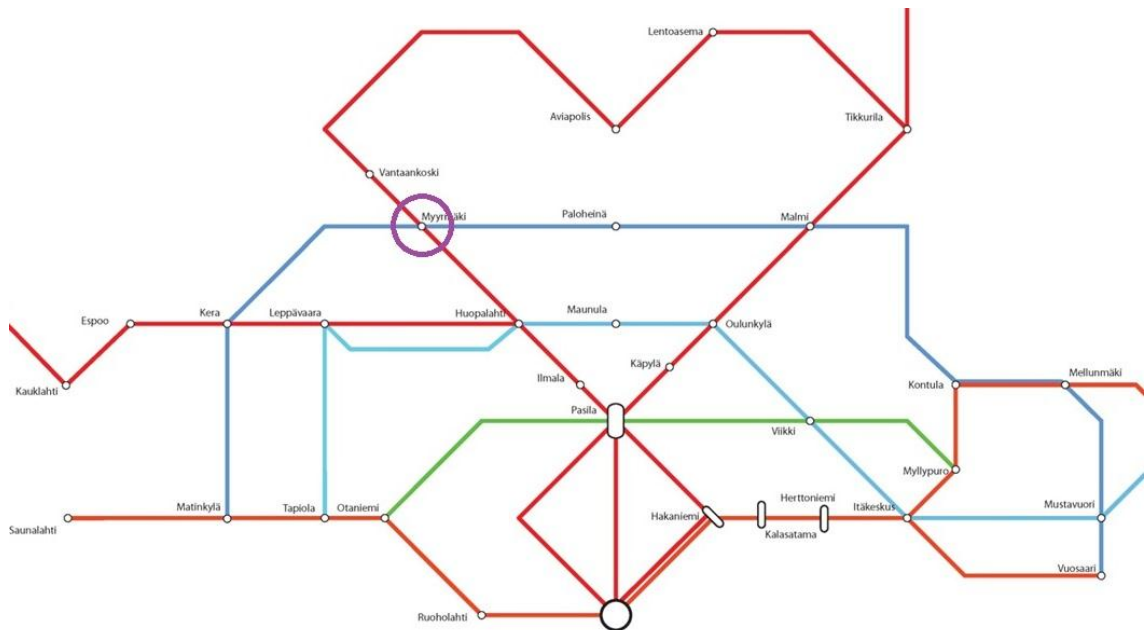 Lentoasema
Aviapolis
Tikkurila
Vantaankoski
Myyrmäki
Paloheinä
Malmi
Espoo
Kera
Leppävaara
Huopalahti
Maunula
Oulunkylä
Käpylä
Ilmala
Kauklahti
Kontula
Mellunmäki
Pasila
Viikki
Myllypuro
Saunalahti
Matinkylä
Tapiola
Otaniemi
Hakaniemi
Herttoniemi
Kalasatama
Itäkeskus
Mustavuori
Vuosaari
Ruoholahti